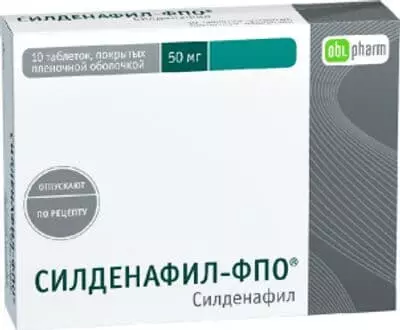 10 таблеток, покрытых
пленочной оболочкой
50 мг
obl pharm
ОТПУСКАЮТ
ПО РЕЦЕПТУ
СИЛДЕНАФИЛ-ФПО®
Силденафил